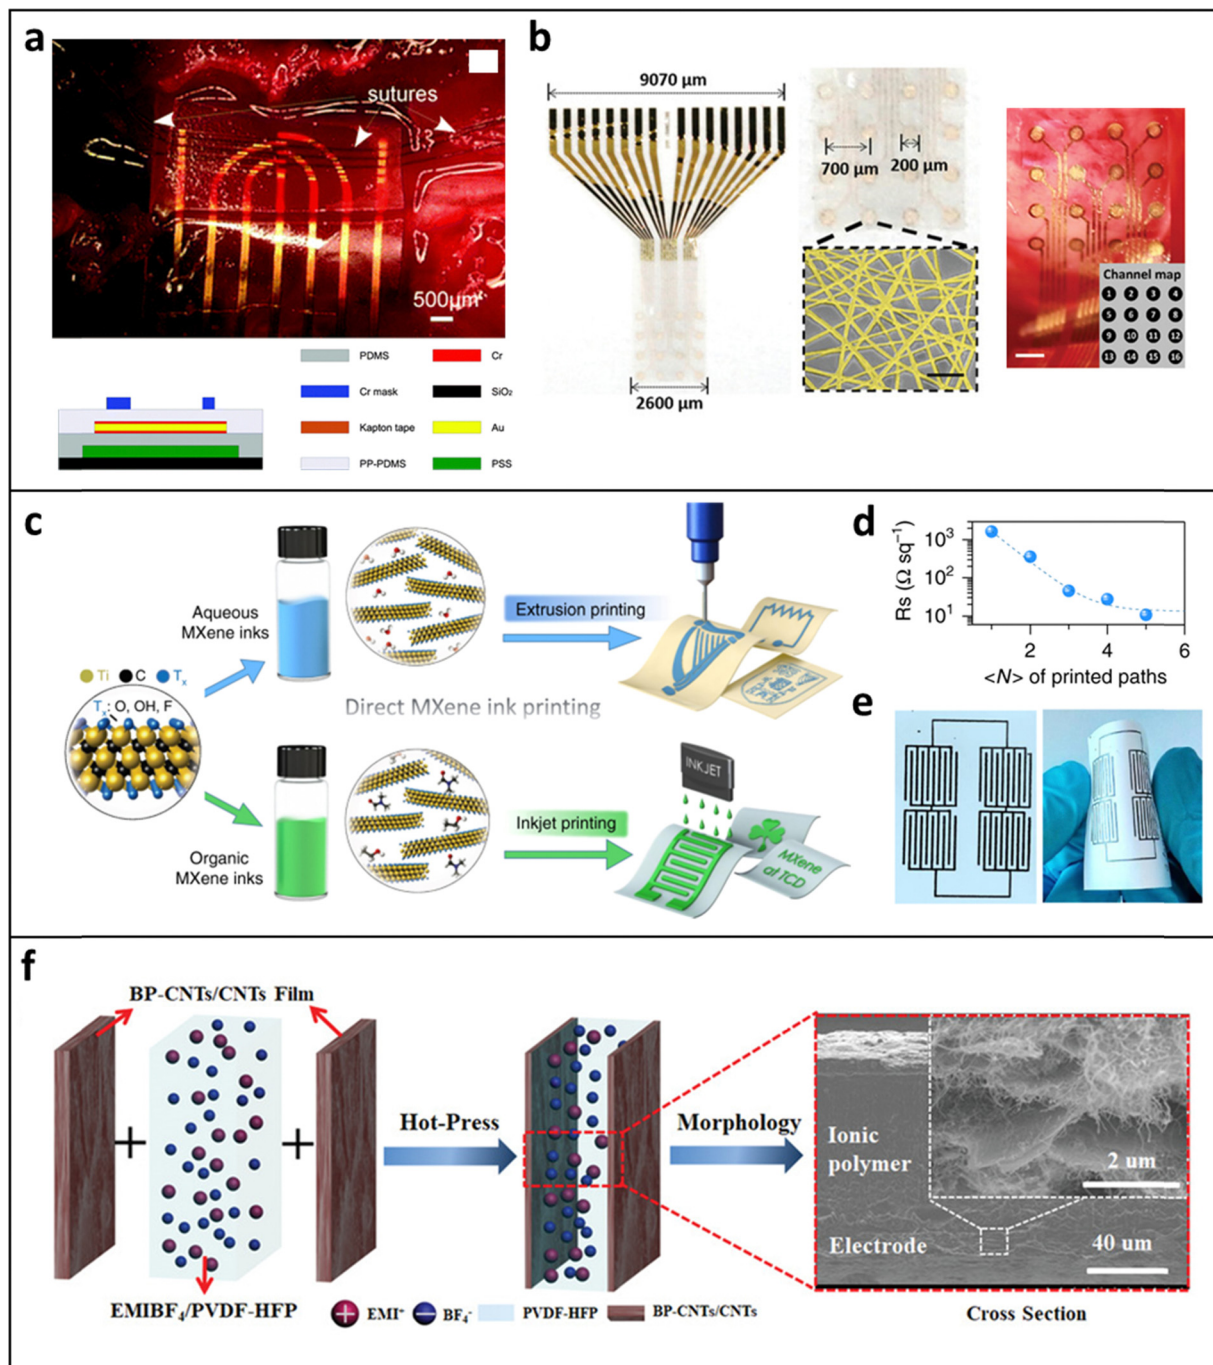 a
sutures
500μm
PDMS
Cr
Cr mask
SiO₂
Kapton tape
Au
PP-PDMS
PSS
b
9070 μm
2600 μm
700 μm
200 μm
Channel map
1 2 3 4
5 6 7 8
9 10 11 12
13 14 15 16
c
Ti C Tₓ
Tₓ: O, OH, F
Aqueous
MXene inks
Extrusion printing
Direct MXene ink printing
Organic
MXene inks
Inkjet printing
INKJET
MXene
at TCD
d
Rs (Ω sq⁻¹)
10³
10²
10¹
2 4 6
<N> of printed paths
e
f
BP-CNTs/CNTs Film
+ +
EMIBF₄/PVDF-HFP
Hot-Press
Morphology
Ionic
polymer
2 um
Electrode
40 um
EMI⁺ BF₄⁻ PVDF-HFP BP-CNTs/CNTs
Cross Section